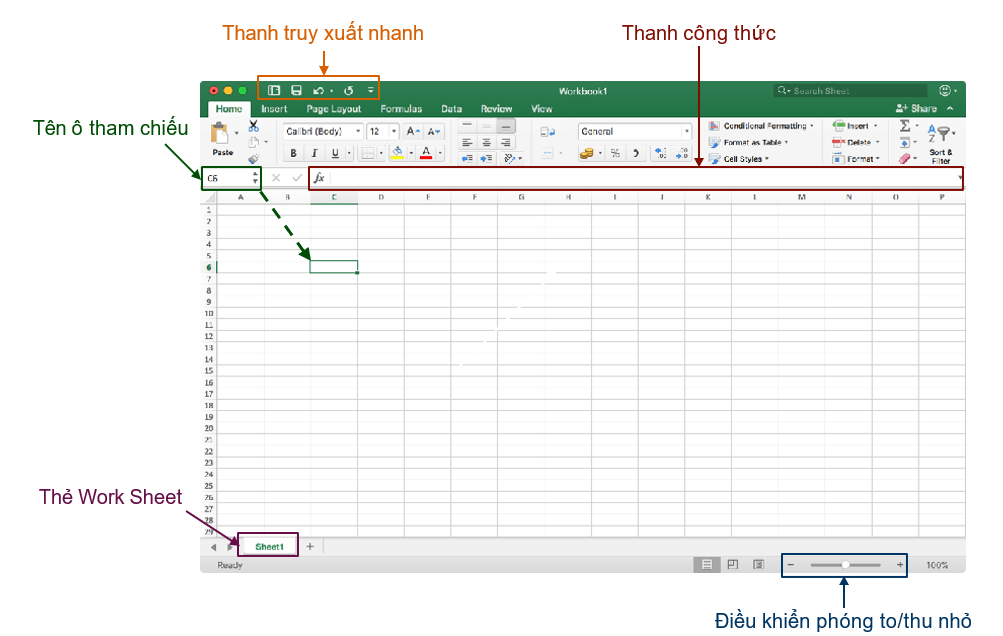 Thanh truy xuất nhanh
Thanh công thức
Workbook1
Search Sheet
Home Insert Page Layout Formulas Data Review View
Share
Tên ô tham chiếu
Paste
Calibri (Body) 12
General
Conditional Formatting
Format as Table
Cell Styles
Insert
Delete
Format
Sort & Filter
B I U
C6
fx
A B C D E F G H I J K L M N O P
1
2
3
4
5
6
7
8
9
10
11
12
13
14
15
16
17
18
19
20
21
22
23
24
25
26
27
28
29
Thẻ Work Sheet
Sheet1 +
Ready
100%
Điều khiển phóng to/thu nhỏ